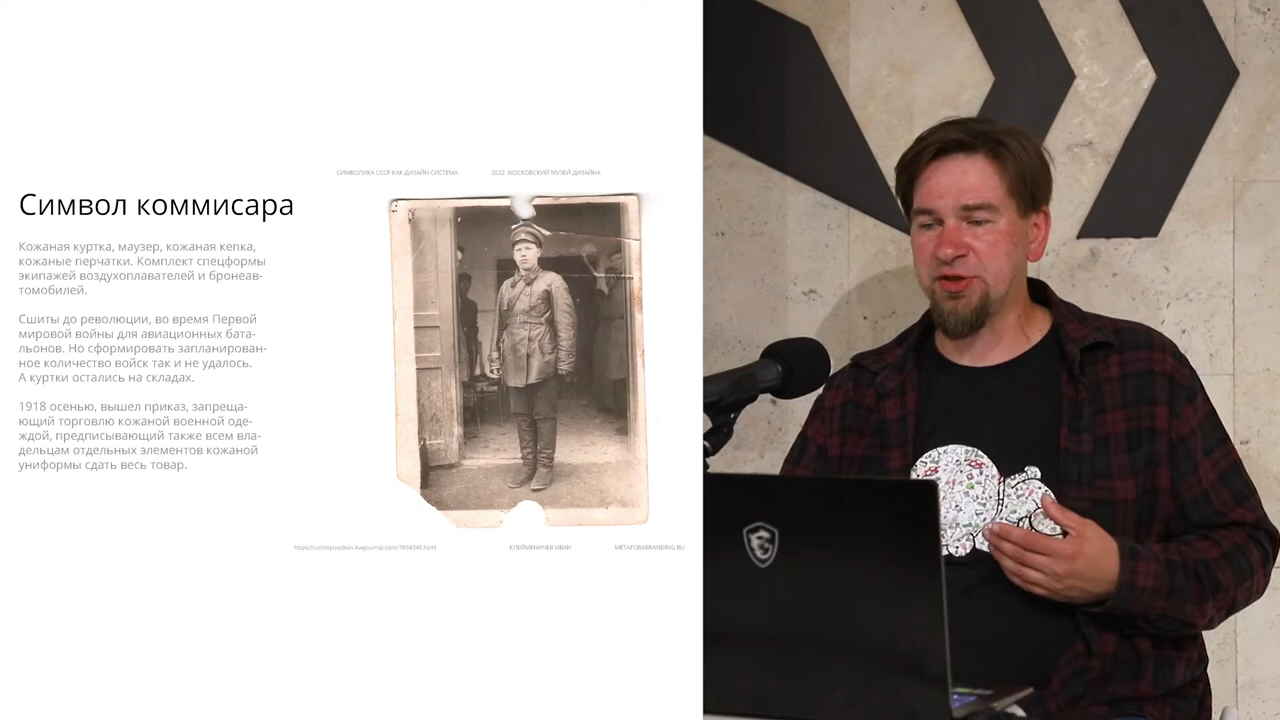 СИМВОЛИКА СССР КАК ДИЗАЙН-СИСТЕМА
2022 МОСКОВСКИЙ МУЗЕЙ ДИЗАЙНА
Символ коммисара
Кожаная куртка, маузер, кожаная кепка,
кожаные перчатки. Комплект спецформы
экипажей воздухоплавателей и бронеав-
томобилей.
Сшиты до революции, во время Первой
мировой войны для авиационных бата-
льонов. Но сформировать запланирован-
ное количество войск так и не удалось.
А куртки остались на складах.
1918 осенью, вышел приказ, запреща-
ющий торговлю кожаной военной оде-
ждой, предписывающий также всем вла-
дельцам отдельных элементов кожаной
униформы сдать весь товар.
КЛЕЙМЕНИЧЕВ ИВАН
METAFORABRANDING.RU